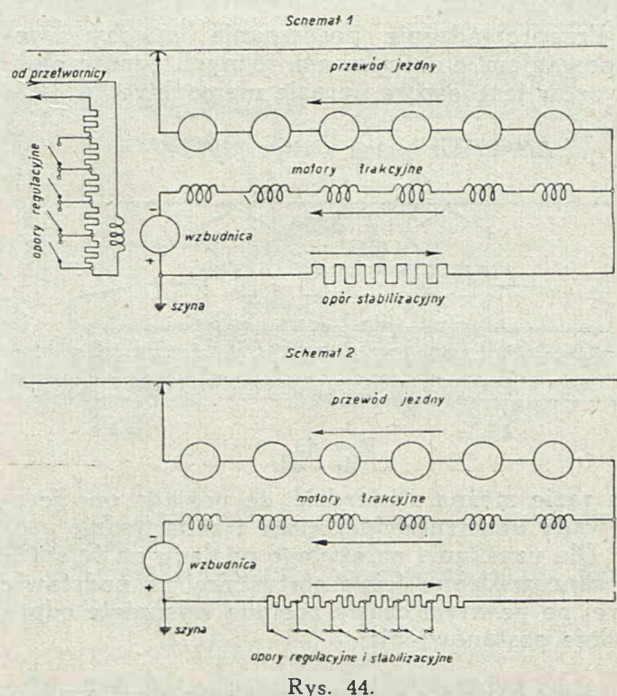 Schemat 1
od przetwornicy
przewód jezdny
opory regulacyjne
motory trakcyjne
-
wzbudnica
+
szyna
opór stabilizacyjny
Schemat 2
przewód jezdny
motory trakcyjne
-
wzbudnica
+
szyna
opory regulacyjne i stabilizacyjne
Rys. 44.